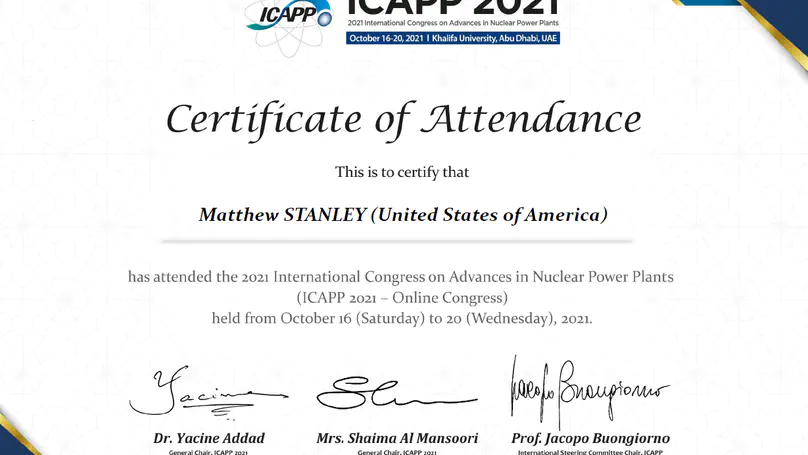 ICAPP
ICAPP 2021
2021 International Congress on Advances in Nuclear Power Plants
October 16-20, 2021 | Khalifa University, Abu Dhabi, UAE
Certificate of Attendance
This is to certify that
Matthew STANLEY (United States of America)
has attended the 2021 International Congress on Advances in Nuclear Power Plants
(ICAPP 2021 – Online Congress)
held from October 16 (Saturday) to 20 (Wednesday), 2021.
Yacine
Jacopo Buongiorno
Dr. Yacine Addad
Mrs. Shaima Al Mansoori
Prof. Jacopo Buongiorno
General Chair, ICAPP 2021
General Chair, ICAPP 2021
International Steering Committee Chair, ICAPP